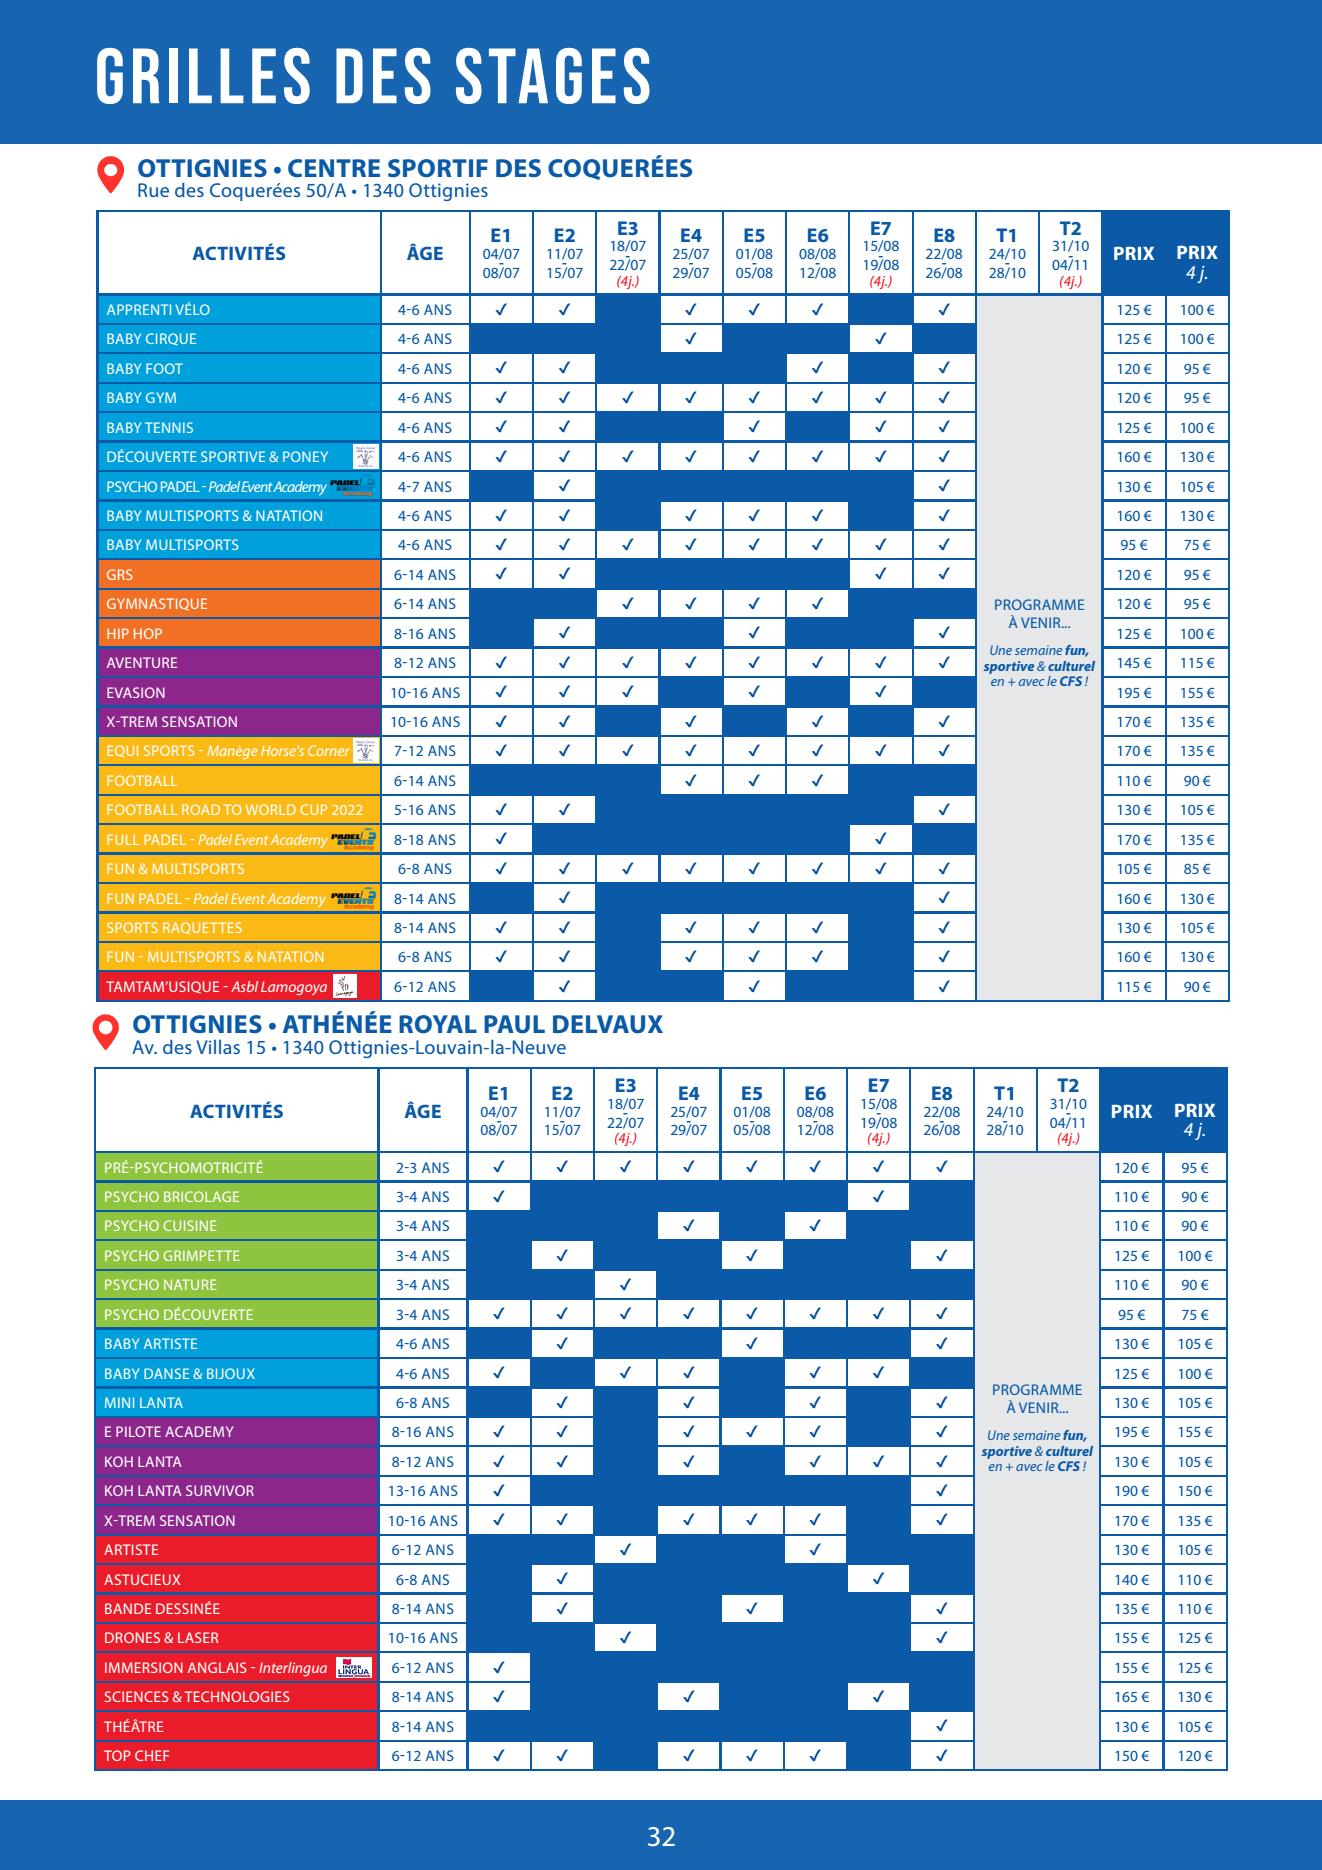 GRILLES DES STAGES
OTTIGNIES • CENTRE SPORTIF DES COQUERÉES
Rue des Coquerées 50/A • 1340 Ottignies
ACTIVITÉS ÂGE E1 04/07 - 08/07 E2 11/07 - 15/07 E3 18/07 - 22/07 (4j.) E4 25/07 - 29/07 E5 01/08 - 05/08 E6 08/08 - 12/08 E7 15/08 - 19/08 (4j.) E8 22/08 - 26/08 T1 24/10 - 28/10 T2 31/10 - 04/11 (4j.) PRIX PRIX 4 j.
APPRENTI VÉLO 4-6 ANS ✓ ✓ ✓ ✓ ✓ ✓ 125 € 100 €
BABY CIRQUE 4-6 ANS ✓ ✓ 125 € 100 €
BABY FOOT 4-6 ANS ✓ ✓ ✓ ✓ 120 € 95 €
BABY GYM 4-6 ANS ✓ ✓ ✓ ✓ ✓ ✓ ✓ ✓ 120 € 95 €
BABY TENNIS 4-6 ANS ✓ ✓ ✓ ✓ ✓ 125 € 100 €
DÉCOUVERTE SPORTIVE & PONEY 4-6 ANS ✓ ✓ ✓ ✓ ✓ ✓ ✓ ✓ 160 € 130 €
PSYCHO PADEL - Padel Event Academy 4-7 ANS ✓ ✓ 130 € 105 €
BABY MULTISPORTS & NATATION 4-6 ANS ✓ ✓ ✓ ✓ ✓ ✓ 160 € 130 €
BABY MULTISPORTS 4-6 ANS ✓ ✓ ✓ ✓ ✓ ✓ ✓ ✓ 95 € 75 €
GRS 6-14 ANS ✓ ✓ ✓ ✓ 120 € 95 €
GYMNASTIQUE 6-14 ANS ✓ ✓ ✓ ✓ 120 € 95 €
HIP HOP 8-16 ANS ✓ ✓ ✓ 125 € 100 €
AVENTURE 8-12 ANS ✓ ✓ ✓ ✓ ✓ ✓ ✓ ✓ 145 € 115 €
EVASION 10-16 ANS ✓ ✓ ✓ ✓ ✓ 195 € 155 €
X-TREM SENSATION 10-16 ANS ✓ ✓ ✓ ✓ ✓ 170 € 135 €
EQUI SPORTS - Manège Horse's Corner 7-12 ANS ✓ ✓ ✓ ✓ ✓ ✓ ✓ ✓ 170 € 135 €
FOOTBALL 6-14 ANS ✓ ✓ ✓ 110 € 90 €
FOOTBALL ROAD TO WORLD CUP 2022 5-16 ANS ✓ ✓ ✓ 130 € 105 €
FULL PADEL - Padel Event Academy PADEL EVENTS Academy 8-18 ANS ✓ ✓ 170 € 135 €
FUN & MULTISPORTS 6-8 ANS ✓ ✓ ✓ ✓ ✓ ✓ ✓ ✓ 105 € 85 €
FUN PADEL - Padel Event Academy PADEL EVENTS Academy 8-14 ANS ✓ ✓ 160 € 130 €
SPORTS RAQUETTES 8-14 ANS ✓ ✓ ✓ ✓ ✓ ✓ 130 € 105 €
FUN - MULTISPORTS & NATATION 6-8 ANS ✓ ✓ ✓ ✓ ✓ ✓ 160 € 130 €
TAMTAM'USIQUE - Asbl Lamogoya 6-12 ANS ✓ ✓ ✓ 115 € 90 €
PROGRAMME
À VENIR...
Une semaine fun,
sportive & culturel
en + avec le CFS !
OTTIGNIES • ATHÉNÉE ROYAL PAUL DELVAUX
Av. des Villas 15 • 1340 Ottignies-Louvain-la-Neuve
ACTIVITÉS ÂGE E1 04/07 - 08/07 E2 11/07 - 15/07 E3 18/07 - 22/07 (4j.) E4 25/07 - 29/07 E5 01/08 - 05/08 E6 08/08 - 12/08 E7 15/08 - 19/08 (4j.) E8 22/08 - 26/08 T1 24/10 - 28/10 T2 31/10 - 04/11 (4j.) PRIX PRIX 4 j.
PRÉ-PSYCHOMOTRICITÉ 2-3 ANS ✓ ✓ ✓ ✓ ✓ ✓ ✓ ✓ 120 € 95 €
PSYCHO BRICOLAGE 3-4 ANS ✓ ✓ 110 € 90 €
PSYCHO CUISINE 3-4 ANS ✓ ✓ 110 € 90 €
PSYCHO GRIMPETTE 3-4 ANS ✓ ✓ ✓ 125 € 100 €
PSYCHO NATURE 3-4 ANS ✓ 110 € 90 €
PSYCHO DÉCOUVERTE 3-4 ANS ✓ ✓ ✓ ✓ ✓ ✓ ✓ ✓ 95 € 75 €
BABY ARTISTE 4-6 ANS ✓ ✓ ✓ 130 € 105 €
BABY DANSE & BIJOUX 4-6 ANS ✓ ✓ ✓ ✓ ✓ 125 € 100 €
MINI LANTA 6-8 ANS ✓ ✓ ✓ ✓ 130 € 105 €
E PILOTE ACADEMY 8-16 ANS ✓ ✓ ✓ ✓ ✓ ✓ 195 € 155 €
KOH LANTA 8-12 ANS ✓ ✓ ✓ ✓ ✓ ✓ 130 € 105 €
KOH LANTA SURVIVOR 13-16 ANS ✓ ✓ 190 € 150 €
X-TREM SENSATION 10-16 ANS ✓ ✓ ✓ ✓ ✓ ✓ 170 € 135 €
ARTISTE 6-12 ANS ✓ ✓ 130 € 105 €
ASTUCIEUX 6-8 ANS ✓ ✓ 140 € 110 €
BANDE DESSINÉE 8-14 ANS ✓ ✓ ✓ 135 € 110 €
DRONES & LASER 10-16 ANS ✓ ✓ 155 € 125 €
IMMERSION ANGLAIS - Interlingua INTER LINGUA 6-12 ANS ✓ 155 € 125 €
SCIENCES & TECHNOLOGIES 8-14 ANS ✓ ✓ ✓ 165 € 130 €
THÉÂTRE 8-14 ANS ✓ 130 € 105 €
TOP CHEF 6-12 ANS ✓ ✓ ✓ ✓ ✓ ✓ 150 € 120 €
PROGRAMME
À VENIR...
Une semaine fun,
sportive & culturel
en + avec le CFS !
32